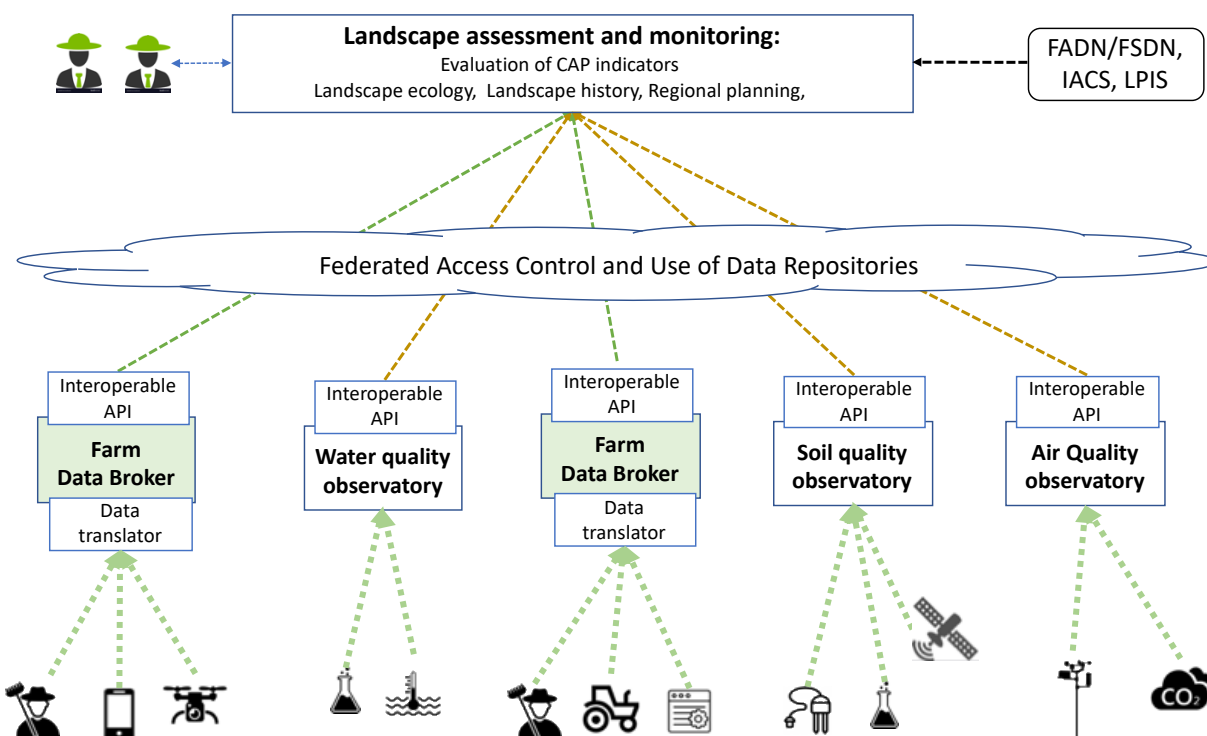 Landscape assessment and monitoring:
Evaluation of CAP indicators
Landscape ecology, Landscape history, Regional planning,
FADN/FSDN,
IACS, LPIS
Federated Access Control and Use of Data Repositories
Interoperable
API
Farm
Data Broker
Data
translator
Interoperable
API
Water quality
observatory
Interoperable
API
Farm
Data Broker
Data
translator
Interoperable
API
Soil quality
observatory
Interoperable
API
Air Quality
observatory
CO2